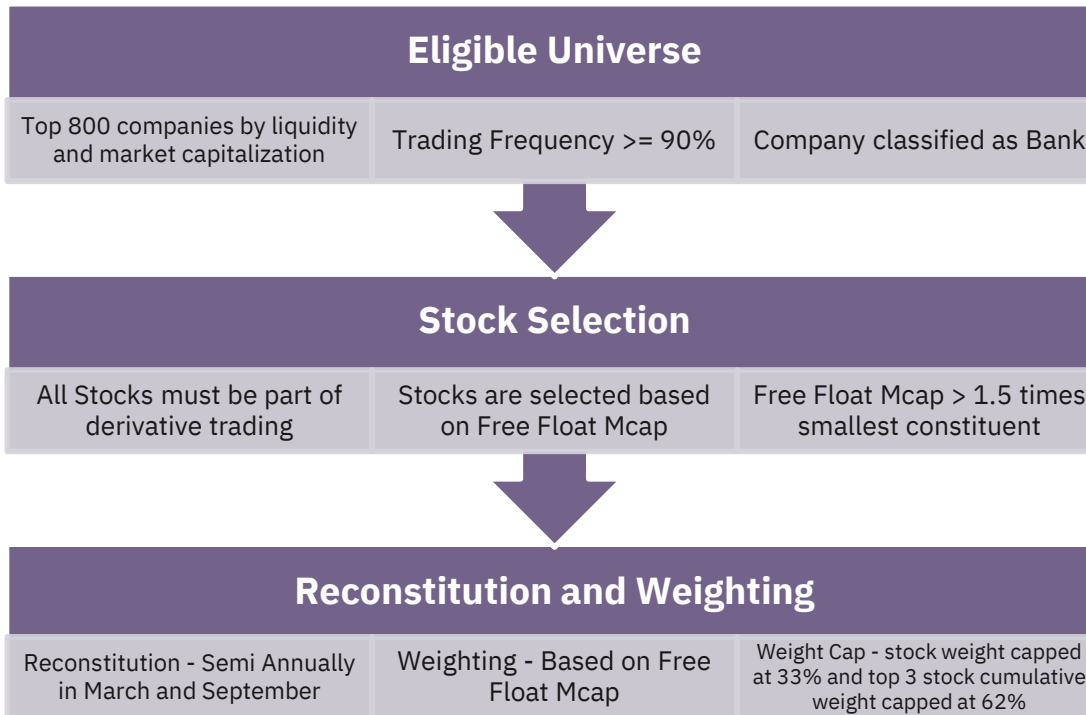 Eligible Universe
Top 800 companies by liquidity
and market capitalization
Trading Frequency >= 90%
Company classified as Bank
Stock Selection
All Stocks must be part of
derivative trading
Stocks are selected based
on Free Float Mcap
Free Float Mcap > 1.5 times
smallest constituent
Reconstitution and Weighting
Reconstitution - Semi Annually
in March and September
Weighting - Based on Free
Float Mcap
Weight Cap - stock weight capped
at 33% and top 3 stock cumulative
weight capped at 62%